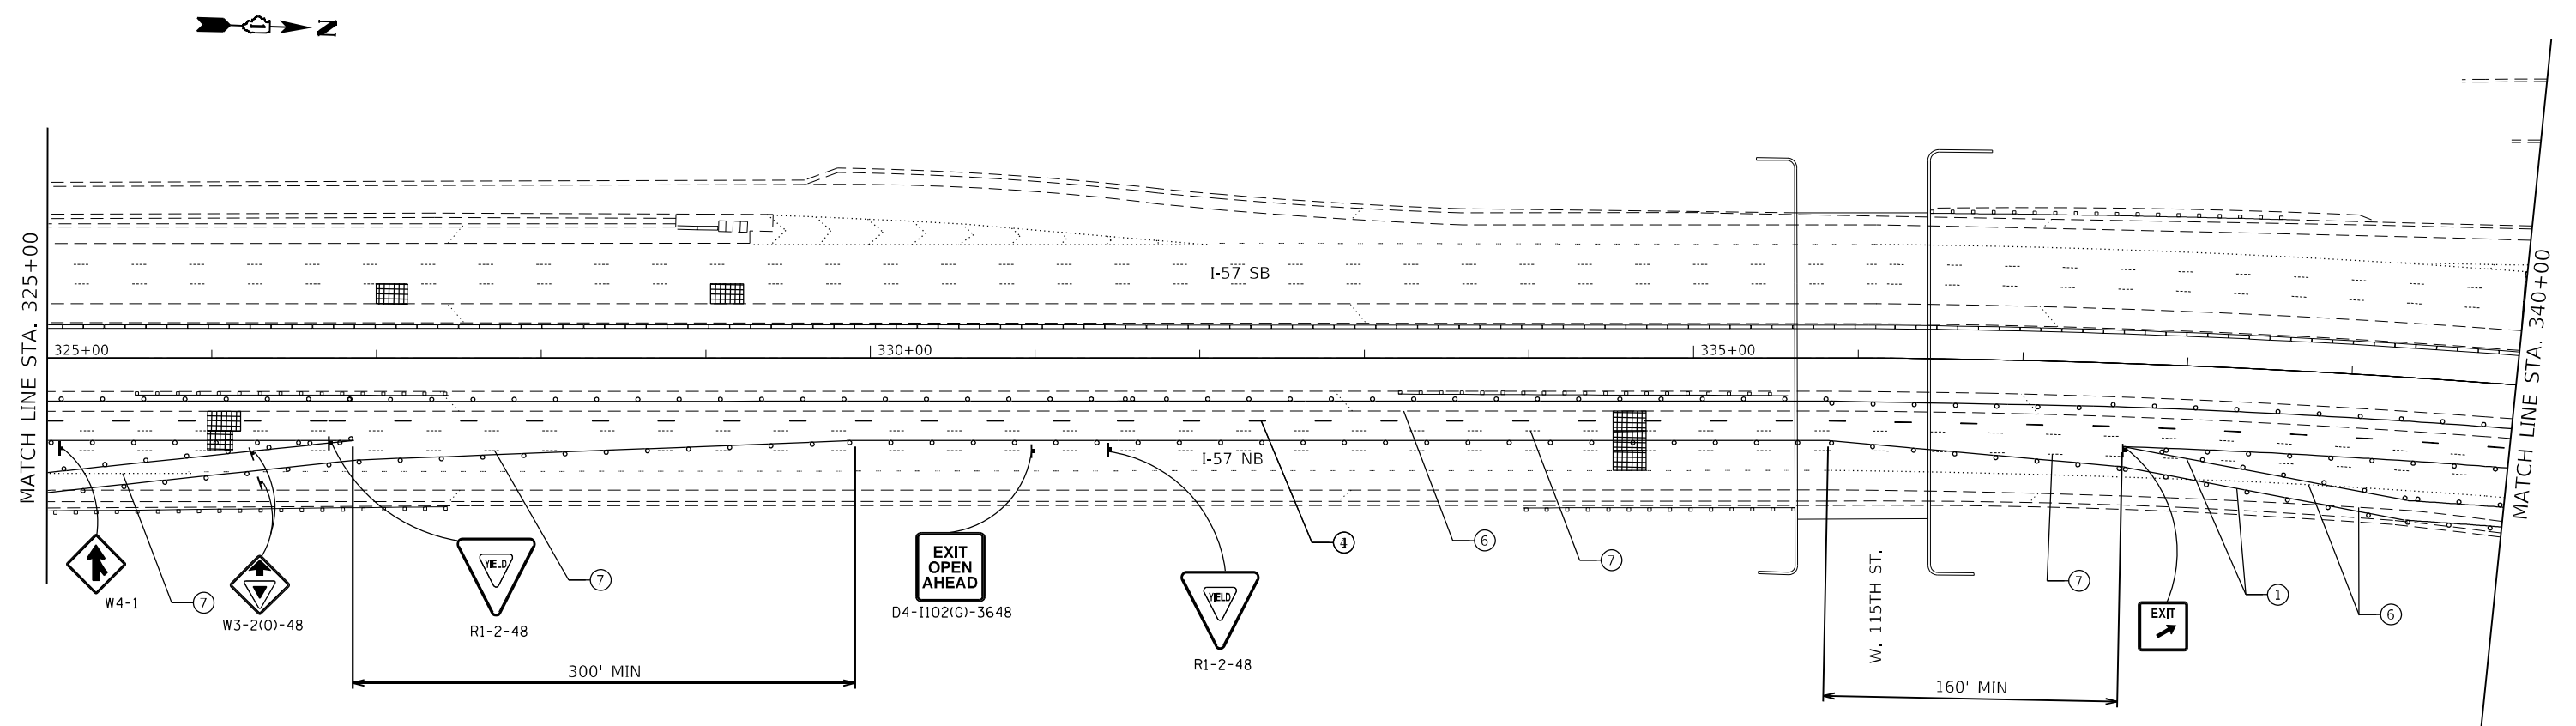 N
MATCH LINE STA. 325+00
I-57 SB
325+00
330+00
335+00
MATCH LINE STA. 340+00
I-57 NB
W4-1
7
W3-2(O)-48
YIELD
R1-2-48
7
300' MIN
EXIT
OPEN
AHEAD
D4-I102(G)-3648
YIELD
R1-2-48
4
6
7
W. 115TH ST.
160' MIN
7
EXIT
1
6